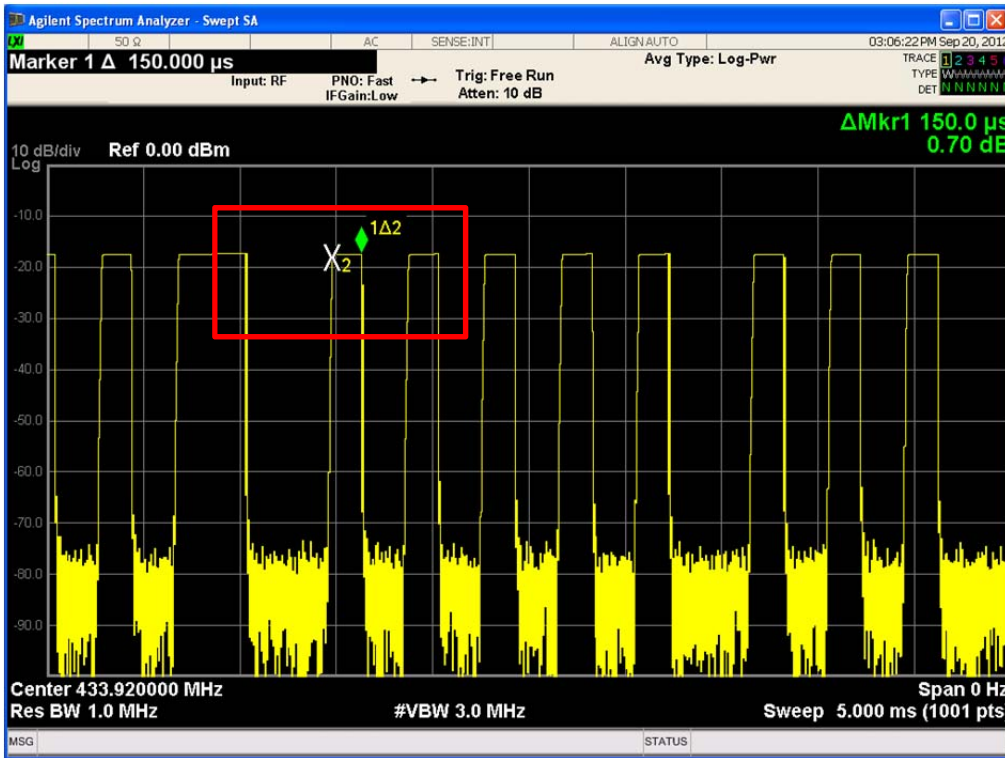 Agilent Spectrum Analyzer - Swept SA
LXI 50 Ω AC SENSE:INT ALIGN AUTO 03:06:22 PM Sep 20, 2012
Marker 1 Δ 150.000 µs
Input: RF PNO: Fast Trig: Free Run Avg Type: Log-Pwr TRACE 1 2 3 4 5
IFGain:Low Atten: 10 dB TYPE
DET N N N N N
ΔMkr1 150.0 µs
0.70 dB
10 dB/div Ref 0.00 dBm
Log
-10.0
1Δ2
X2
-20.0
-30.0
-40.0
-50.0
-60.0
-70.0
-80.0
-90.0
Center 433.920000 MHz Span 0 Hz
Res BW 1.0 MHz #VBW 3.0 MHz Sweep 5.000 ms (1001 pts
MSG STATUS